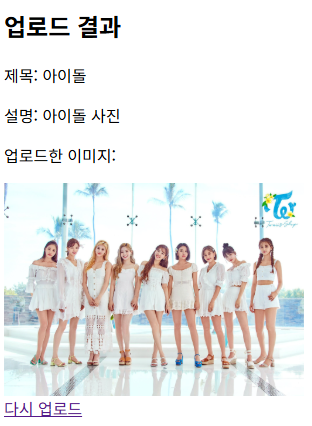 업로드 결과
제목: 아이돌
설명: 아이돌 사진
업로드한 이미지:
다시 업로드